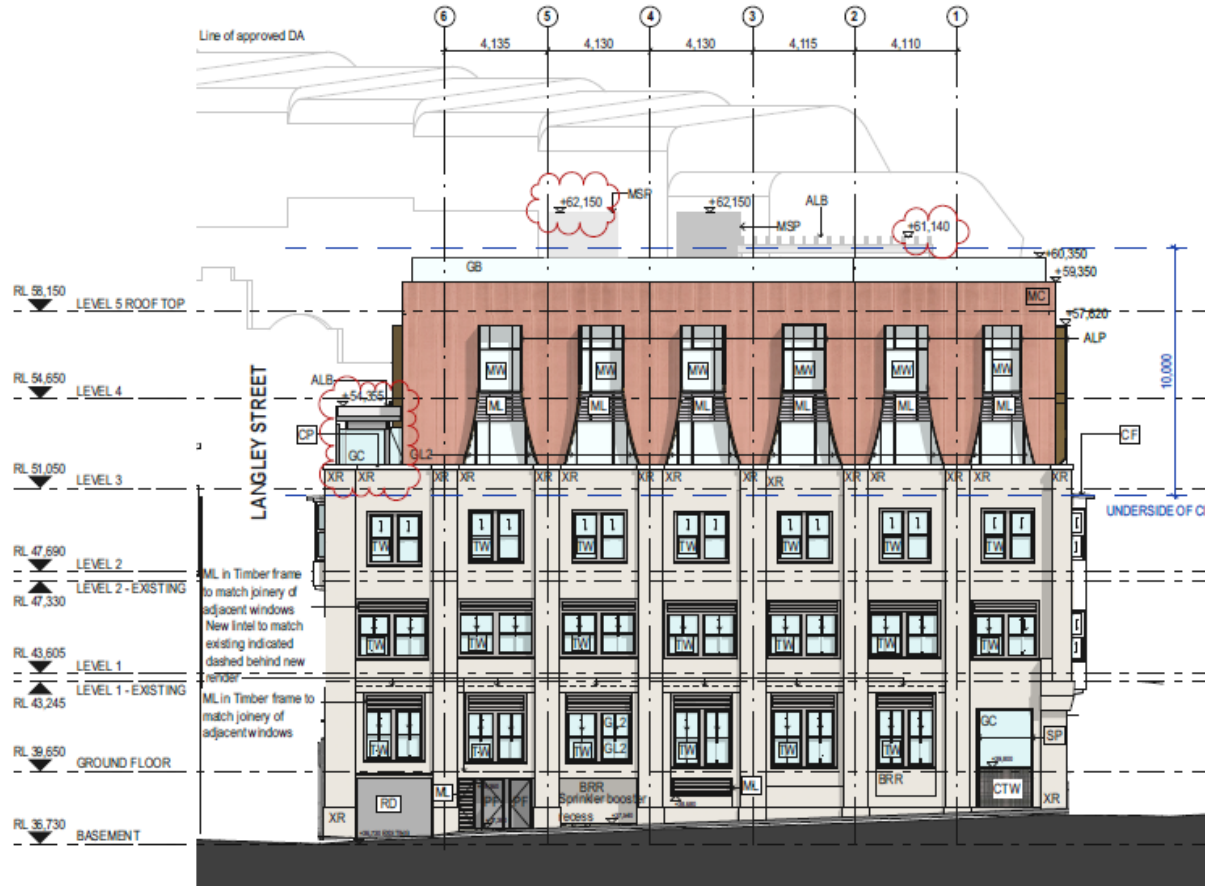 6 5 4 3 2 1
Line of approved DA
4,135 4,130 4,130 4,115 4,110
+62,150 MSR
+62,150 ALB
MSP +61,140
+60,350
GB +59,350
MC
RL 58,150 LEVEL 5 ROOF TOP
+57,620
ALP
MW MW MW MW MW MW
10,000
RL 54,650 LEVEL 4
ALB
+54,355
ML ML ML ML ML ML
LANGLEY STREET
CP CF
GC GL2
RL 51,050 LEVEL 3
XR XR XR XR XR XR XR XR XR XR XR XR XR XR
UNDERSIDE OF
TW TW TW TW TW TW TW
RL 47,690 LEVEL 2
LEVEL 2 - EXISTING
RL 47,330
ML in Timber frame
to match joinery of
adjacent windows
New lintel to match
existing indicated
dashed behind new
render
TW TW TW TW TW TW TW
RL 43,605 LEVEL 1
LEVEL 1 - EXISTING
RL 43,245
ML in Timber frame to
match joinery of
adjacent windows
GL2
GC SP
TW TW TW GL2 TW TW TW
RL 39,650 GROUND FLOOR
BRR BRR
ML PF PF ML CTW
Sprinkler booster
recess
RD
XR XR
RL 36,730 BASEMENT